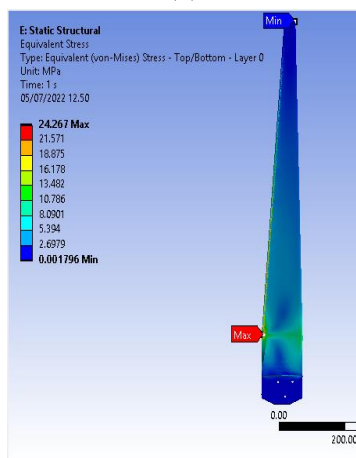 E: Static Structural
Equivalent Stress
Type: Equivalent (von-Mises) Stress - Top/Bottom - Layer 0
Unit: MPa
Time: 1 s
05/07/2022 12.50
24.267 Max
21.571
18.875
16.178
13.482
10.786
8.0901
5.394
2.6979
0.001796 Min
Min
Max
0.00
200.00